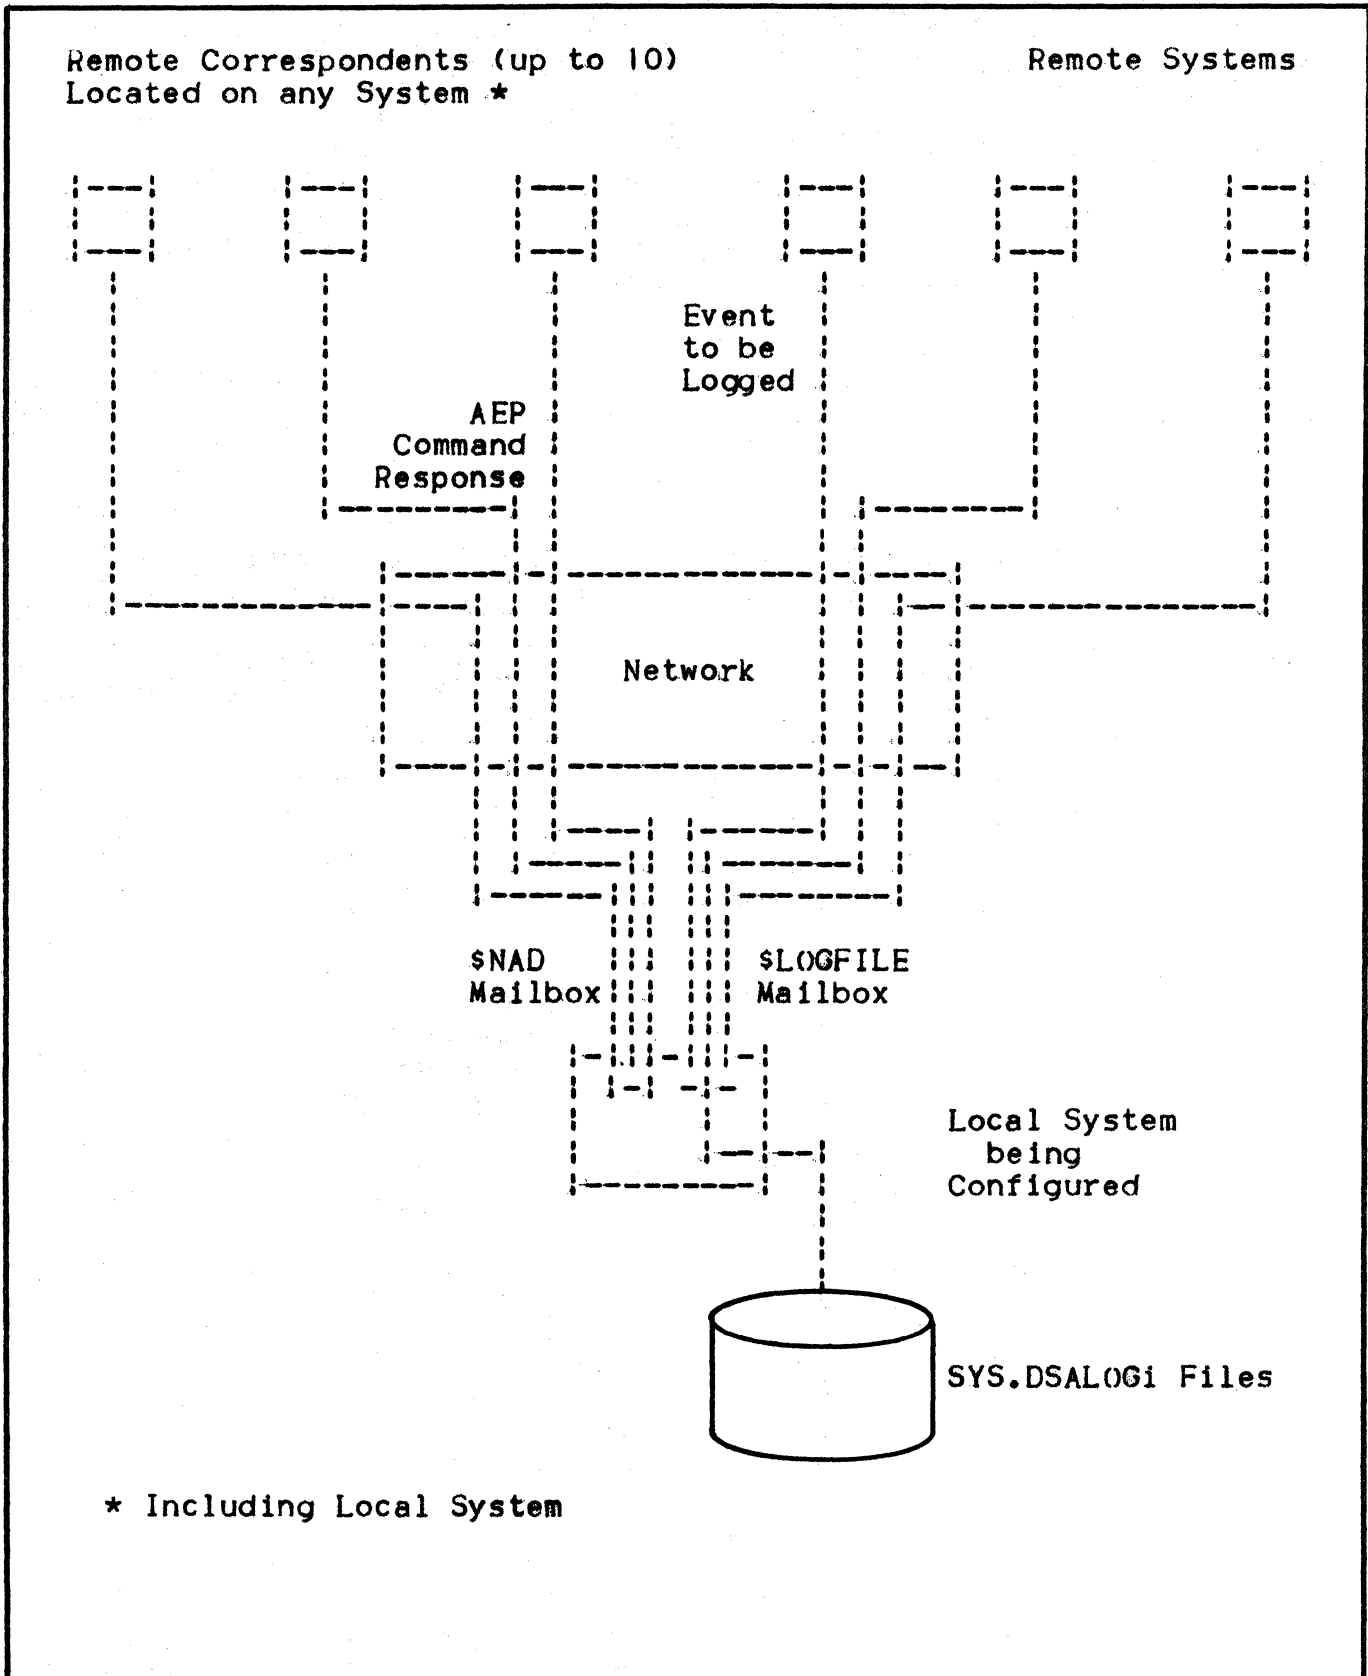 Remote Correspondents (up to 10)
Located on any System *
Remote Systems
Event
to be
Logged
AEP
Command
Response
Network
$NAD
Mailbox
$LOGFILE
Mailbox
Local System
being
Configured
SYS.DSALOGi Files
* Including Local System